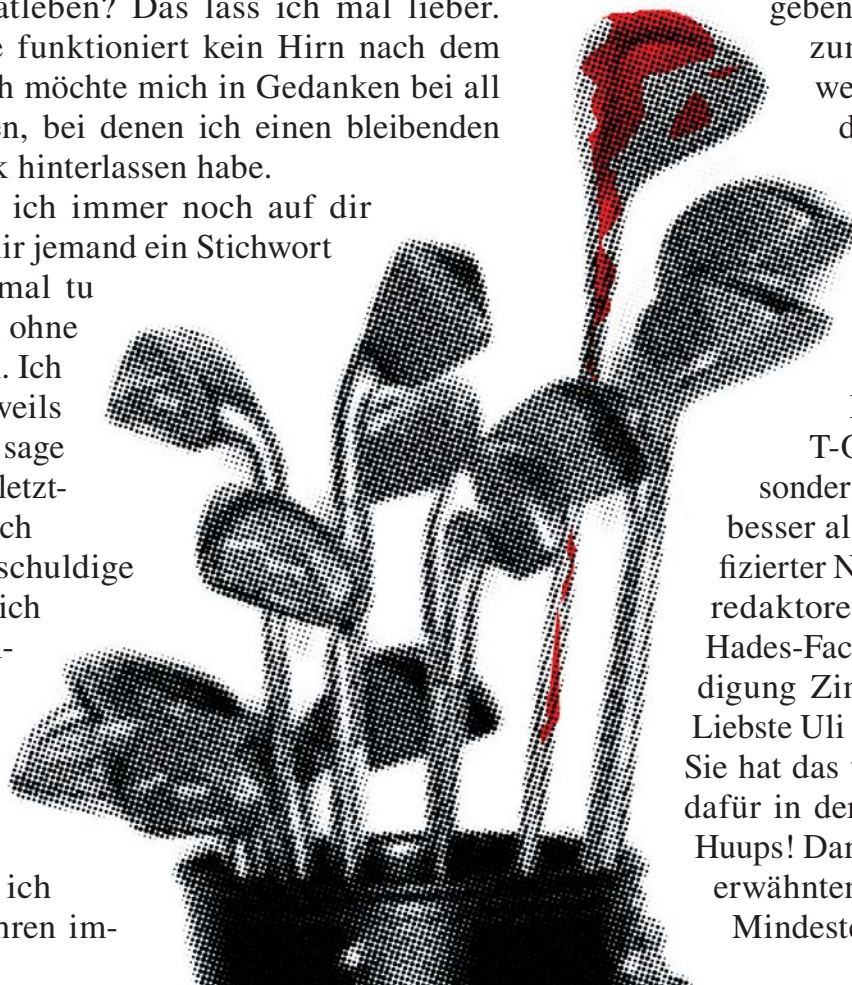 atleben? Das lass ich mal lieber.
funktioniert kein Hirn nach dem
h möchte mich in Gedanken bei all
en, bei denen ich einen bleibenden
k hinterlassen habe.
ich immer noch auf dir
ir jemand ein Stichwort
mal tu
ohne
. Ich
weils
sage
letzt-
ch
schuldige
ich
-
ich
hren im-
geben
zur
we
d
T-O
sonder
besser al
fizierter N
redaktore
Hades-Fac
digung Zin
Liebste Uli
Sie hat das
dafür in der
Huups! Dar
erwähnten
Mindeste